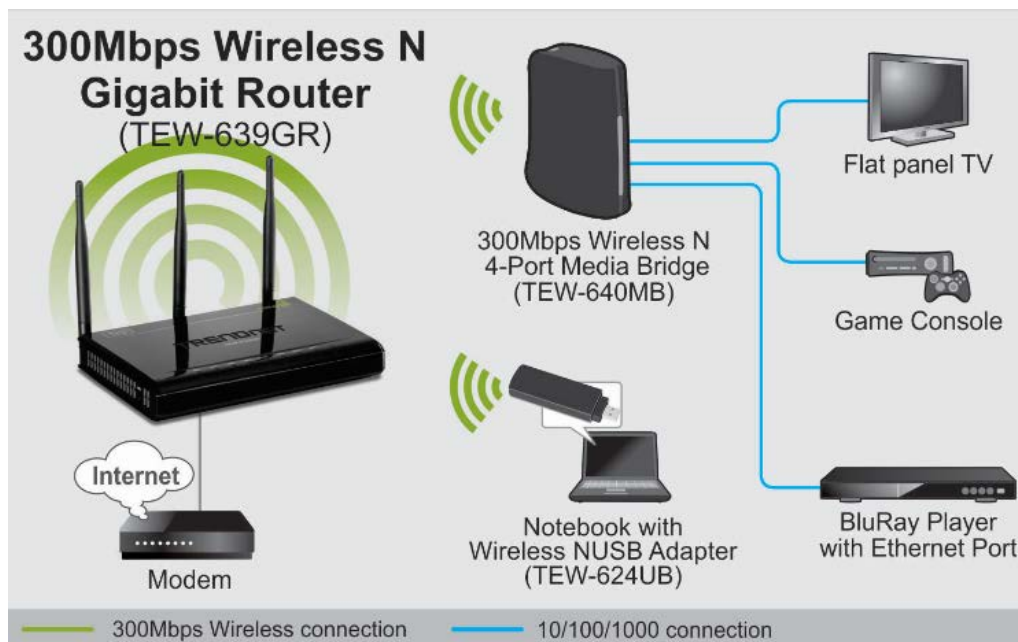 300Mbps Wireless N
Gigabit Router
(TEW-639GR)
TRENDNET
Internet
Modem
300Mbps Wireless N
4-Port Media Bridge
(TEW-640MB)
Notebook with
Wireless NUSB Adapter
(TEW-624UB)
Flat panel TV
Game Console
BluRay Player
with Ethernet Port
300Mbps Wireless connection
10/100/1000 connection